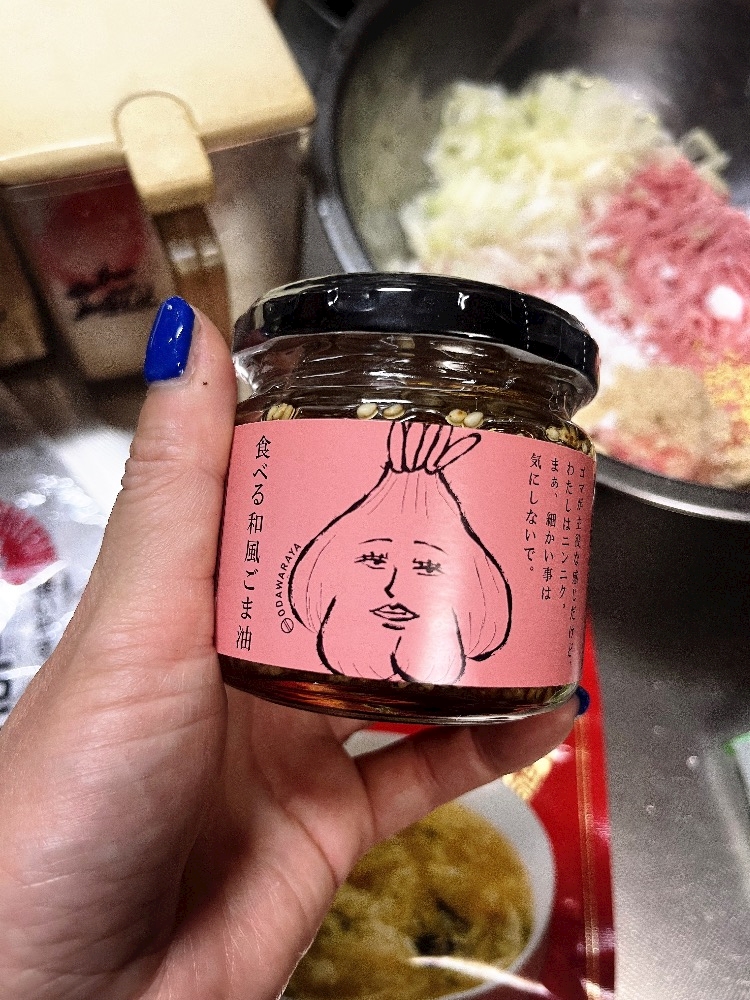 食べる和風ごま油
ODAWARAYA
ゴマが主役な感じだけど、
わたしはニンニク。
まぁ、細かい事は
気にしないで。